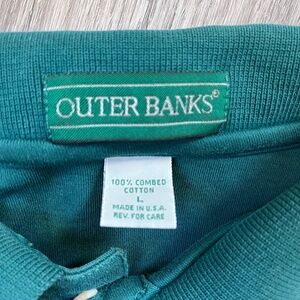 OUTER BANKS®
100% COMBED
COTTON
L
MADE IN U.S.A.
REV. FOR CARE